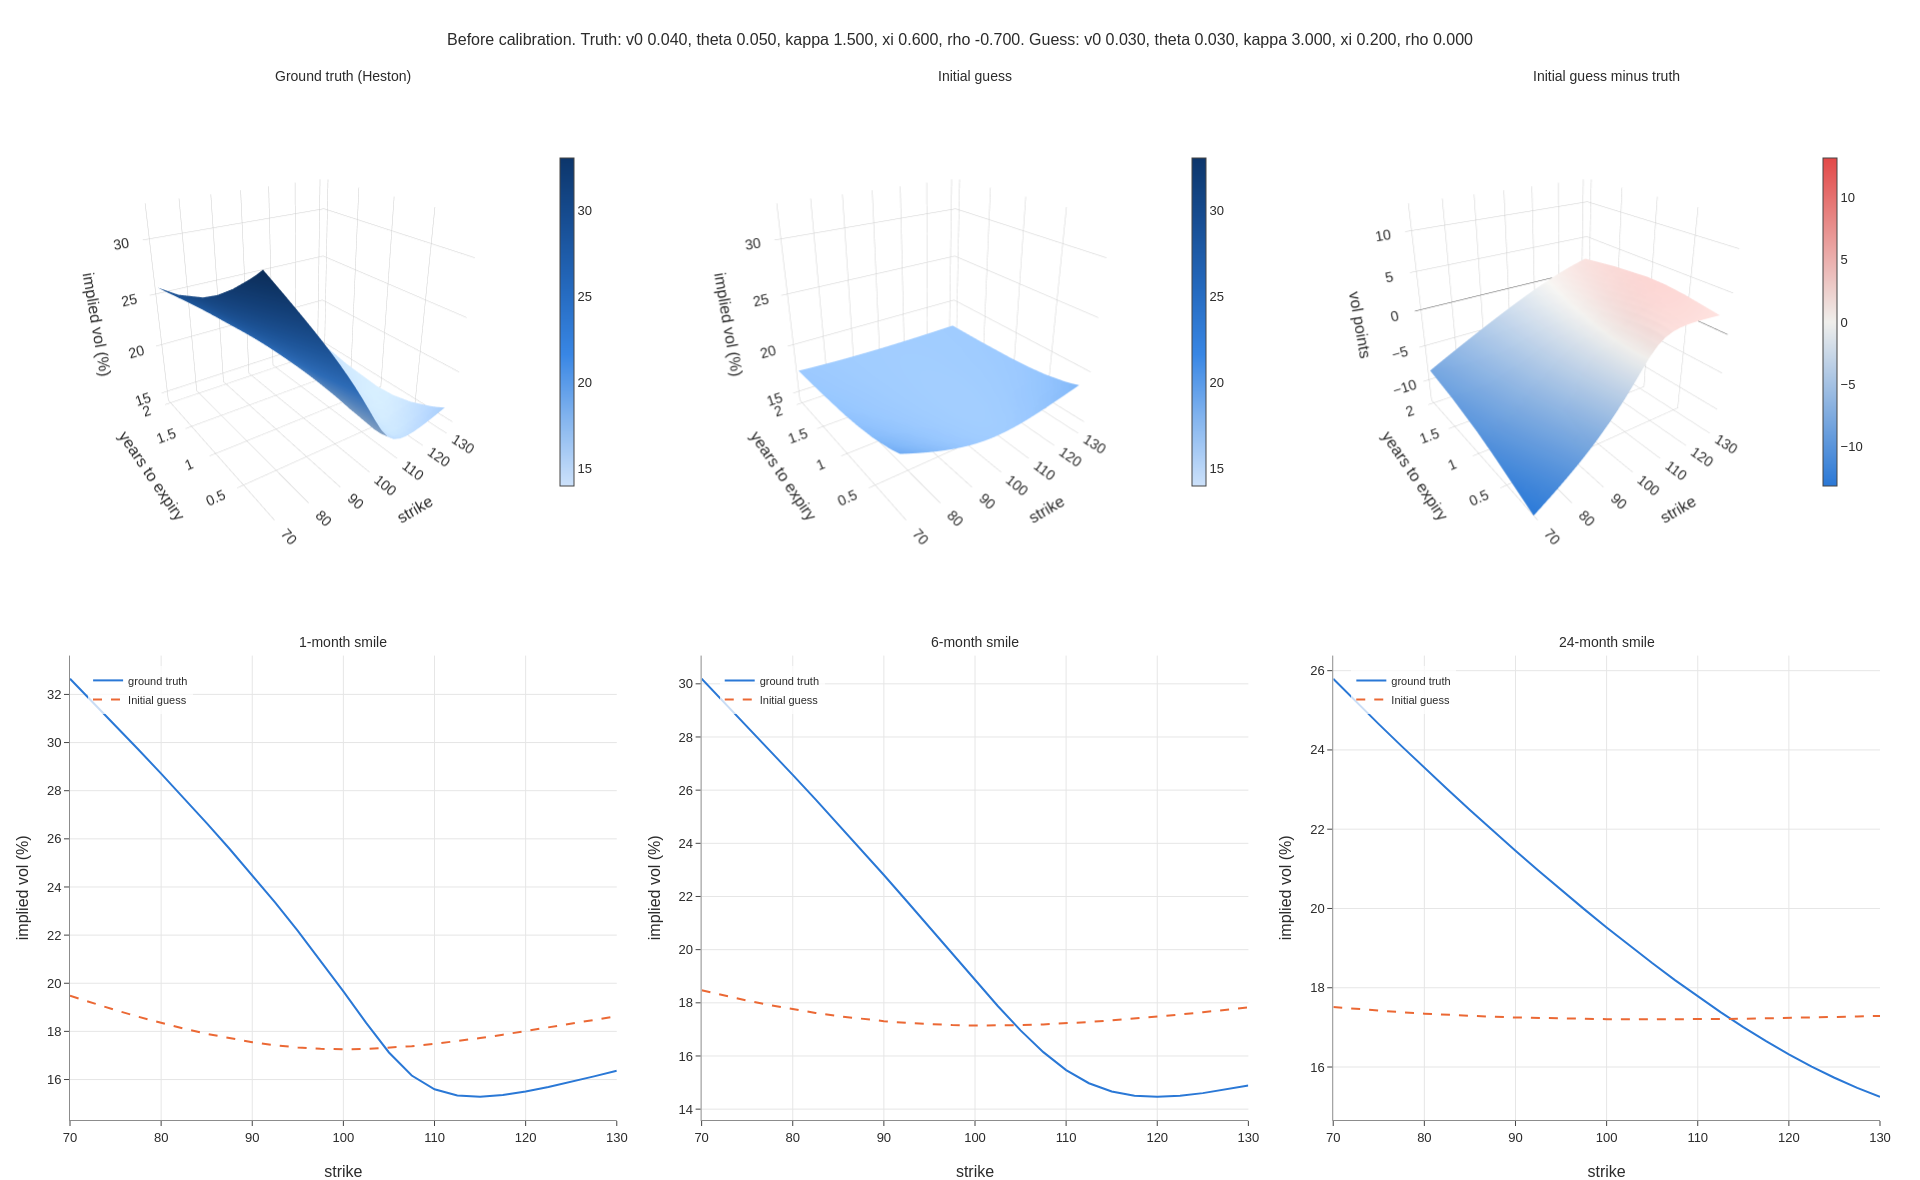 Before calibration. Truth: v0 0.040, theta 0.050, kappa 1.500, xi 0.600, rho -0.700. Guess: v0 0.030, theta 0.030, kappa 3.000, xi 0.200, rho 0.000
Ground truth (Heston)
implied vol (%)
30
25
20
15
2
1.5
1
0.5
years to expiry
70
80
90
100
110
120
130
strike
30
25
20
15
Initial guess
implied vol (%)
30
25
20
15
2
1.5
1
0.5
years to expiry
70
80
90
100
110
120
130
strike
30
25
20
15
Initial guess minus truth
vol points
10
5
0
−5
−10
2
1.5
1
0.5
years to expiry
70
80
90
100
110
120
130
strike
10
5
0
−5
−10
1-month smile
ground truth
Initial guess
implied vol (%)
32
30
28
26
24
22
20
18
16
70 80 90 100 110 120 130
strike
6-month smile
ground truth
Initial guess
implied vol (%)
30
28
26
24
22
20
18
16
14
70 80 90 100 110 120 130
strike
24-month smile
ground truth
Initial guess
implied vol (%)
26
24
22
20
18
16
70 80 90 100 110 120 130
strike